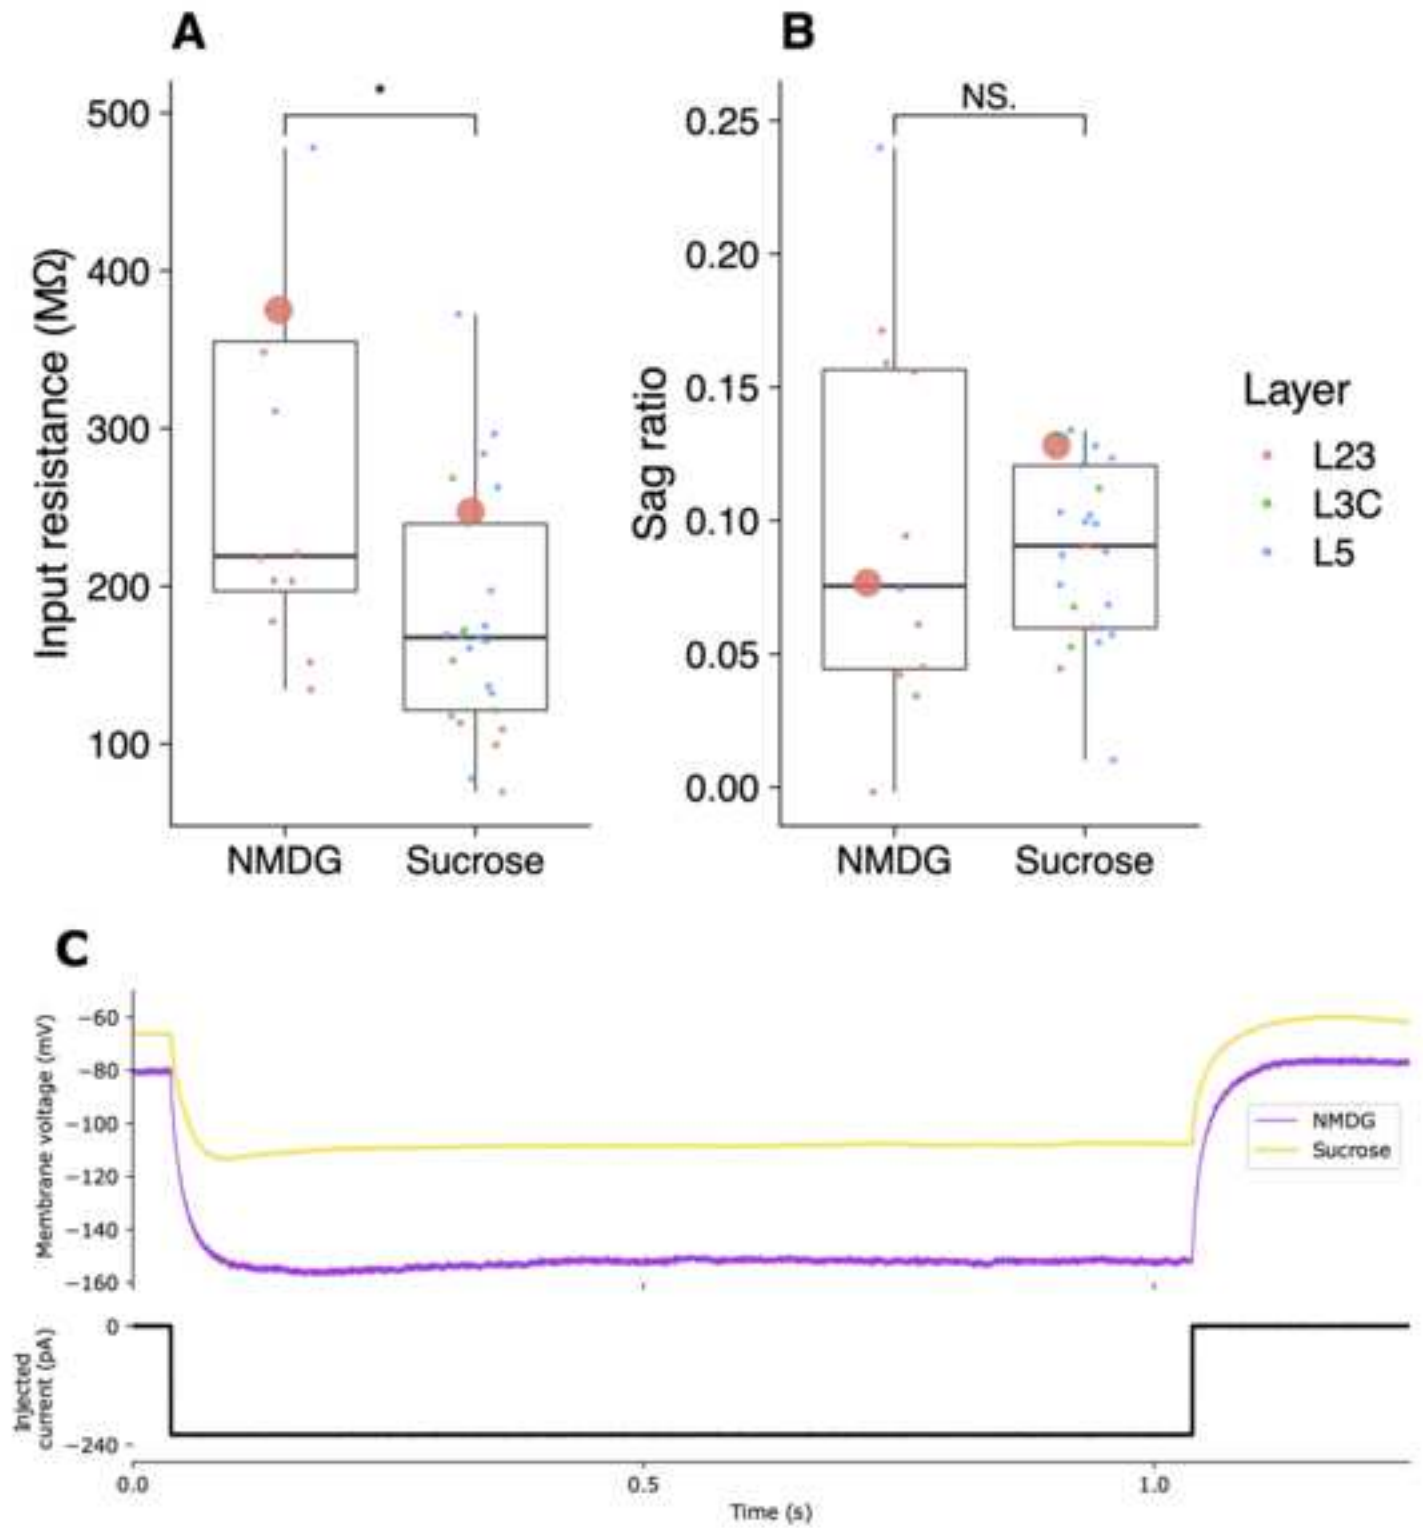 A
B
*
NS.
500
400
300
200
100
Input resistance (MΩ)
NMDG
Sucrose
0.25
0.20
0.15
0.10
0.05
0.00
Sag ratio
NMDG
Sucrose
Layer
L23
L3C
L5
C
−60
−80
−100
−120
−140
−160
Membrane voltage (mV)
NMDG
Sucrose
0
−240
Injected
current (pA)
0.0
0.5
1.0
Time (s)